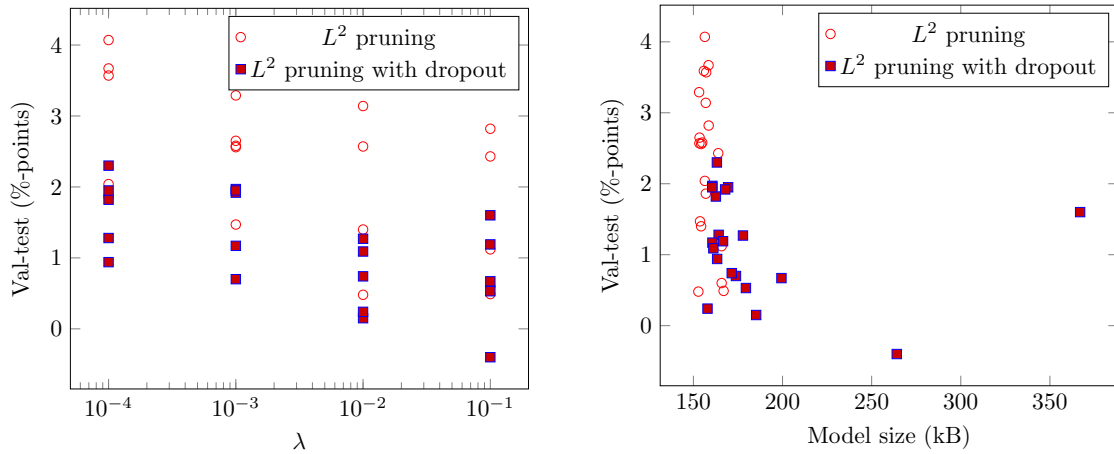 L² pruning
L² pruning with dropout
4
3
2
1
0
Val-test (%-points)
10⁻⁴
10⁻³
10⁻²
10⁻¹
λ
L² pruning
L² pruning with dropout
4
3
2
1
0
Val-test (%-points)
150
200
250
300
350
Model size (kB)